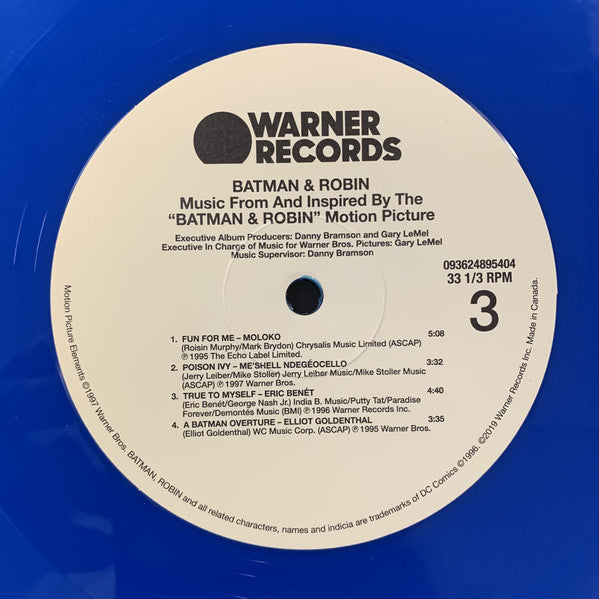 WARNER
RECORDS
BATMAN & ROBIN
Music From And Inspired By The
“BATMAN & ROBIN” Motion Picture
Executive Album Producers: Danny Bramson and Gary LeMel
Executive In Charge of Music for Warner Bros. Pictures: Gary LeMel
Music Supervisor: Danny Bramson
093624895404
33 1/3 RPM
3
1. FUN FOR ME – MOLOKO 5:08
(Roisin Murphy/Mark Brydon) Chrysalis Music Limited (ASCAP)
℗ 1995 The Echo Label Limited.
2. POISON IVY – ME'SHELL NDEGÉOCELLO 3:32
(Jerry Leiber/Mike Stoller) Jerry Leiber Music/Mike Stoller Music
(ASCAP) ℗ 1997 Warner Bros.
3. TRUE TO MYSELF – ERIC BENÉT 4:40
(Eric Benét/George Nash Jr.) India B. Music/Putty Tat/Paradise
Forever/Demontés Music (BMI) ℗ 1996 Warner Records Inc.
4. A BATMAN OVERTURE – ELLIOT GOLDENTHAL 3:35
(Elliot Goldenthal) WC Music Corp. (ASCAP) ℗ 1995 Warner Bros.
Motion Picture Elements ©1997 Warner Bros. BATMAN, ROBIN and all related characters, names and indicia are trademarks of DC Comics ©1996. ©2019 Warner Records Inc. Made in Canada.